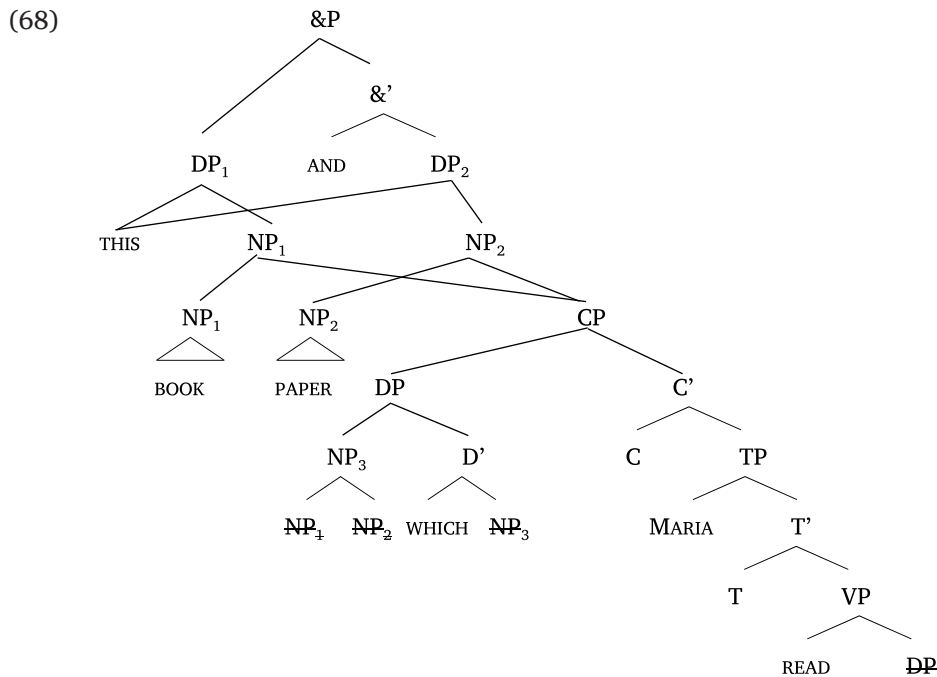 (68) &P
&’
DP₁ AND DP₂
THIS NP₁ NP₂
NP₁ NP₂ CP
BOOK PAPER DP C’
NP₃ D’ C TP
NP₁ NP₂ WHICH NP₃ MARIA T’
T VP
READ DP